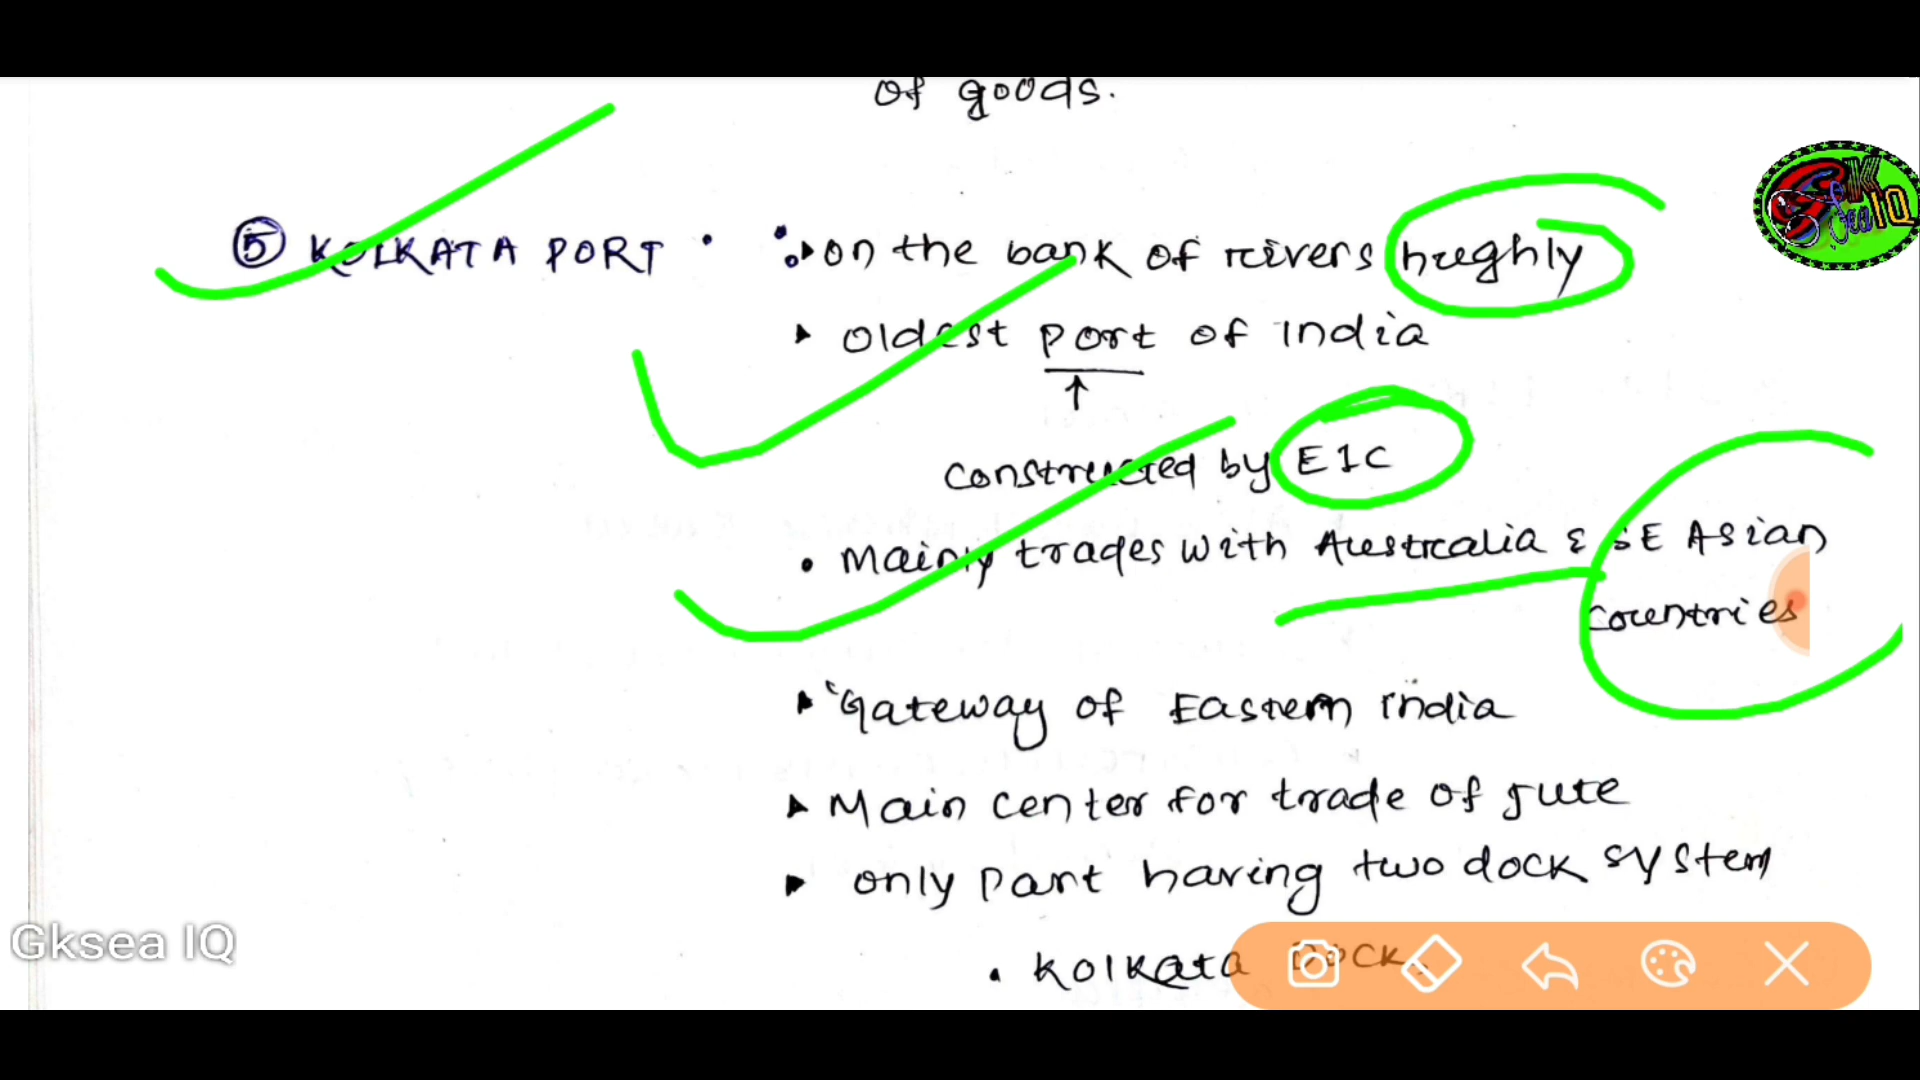 of goods.
⑤ KOLKATA PORT • on the bank of rivers hughly
Oldest port of India
↑
constructed by EIC
• Mainly trades with Australia & SE Asian
countries
"Gateway of Eastern India
Main center for trade of jute
only part having two dock system
• Kolkata Dock.
Gksea IQ